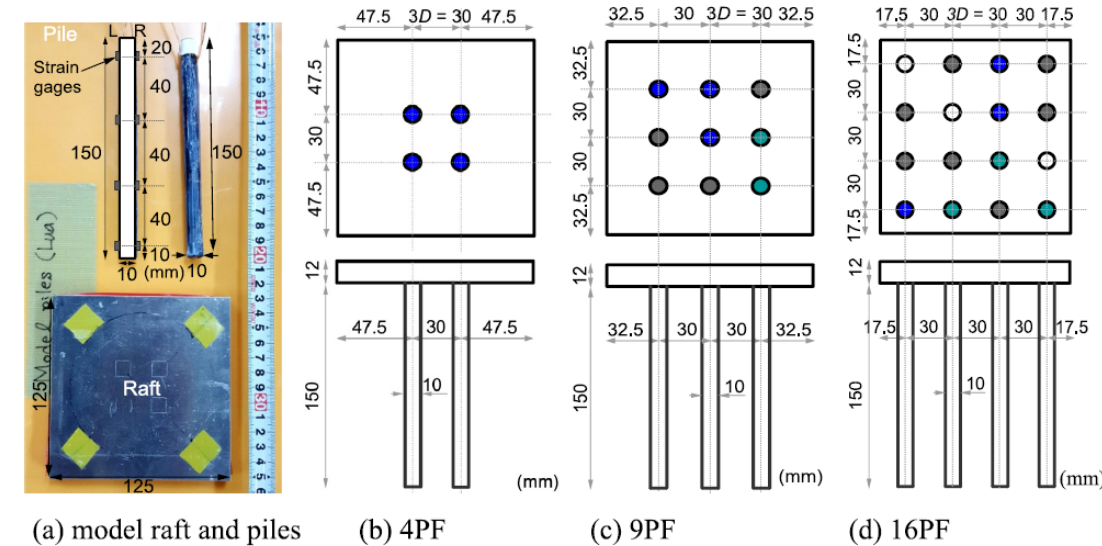 Pile
L R
Strain
gages
20
40
40
40
10
150
150
10 (mm) 10
Model piles (Lua)
Raft
125
125
(a) model raft and piles
47.5 3D = 30 47.5
47.5
30
47.5
12
47.5 30 47.5
150
10
(mm)
(b) 4PF
32.5 30 3D = 30 32.5
32.5
30
30
32.5
12
32.5 30 30 32.5
150
10
(mm)
(c) 9PF
17.5 30 3D = 30 30 17.5
17.5
30
30
30
17.5
12
17.5 30 30 30 17.5
150
10
(mm)
(d) 16PF